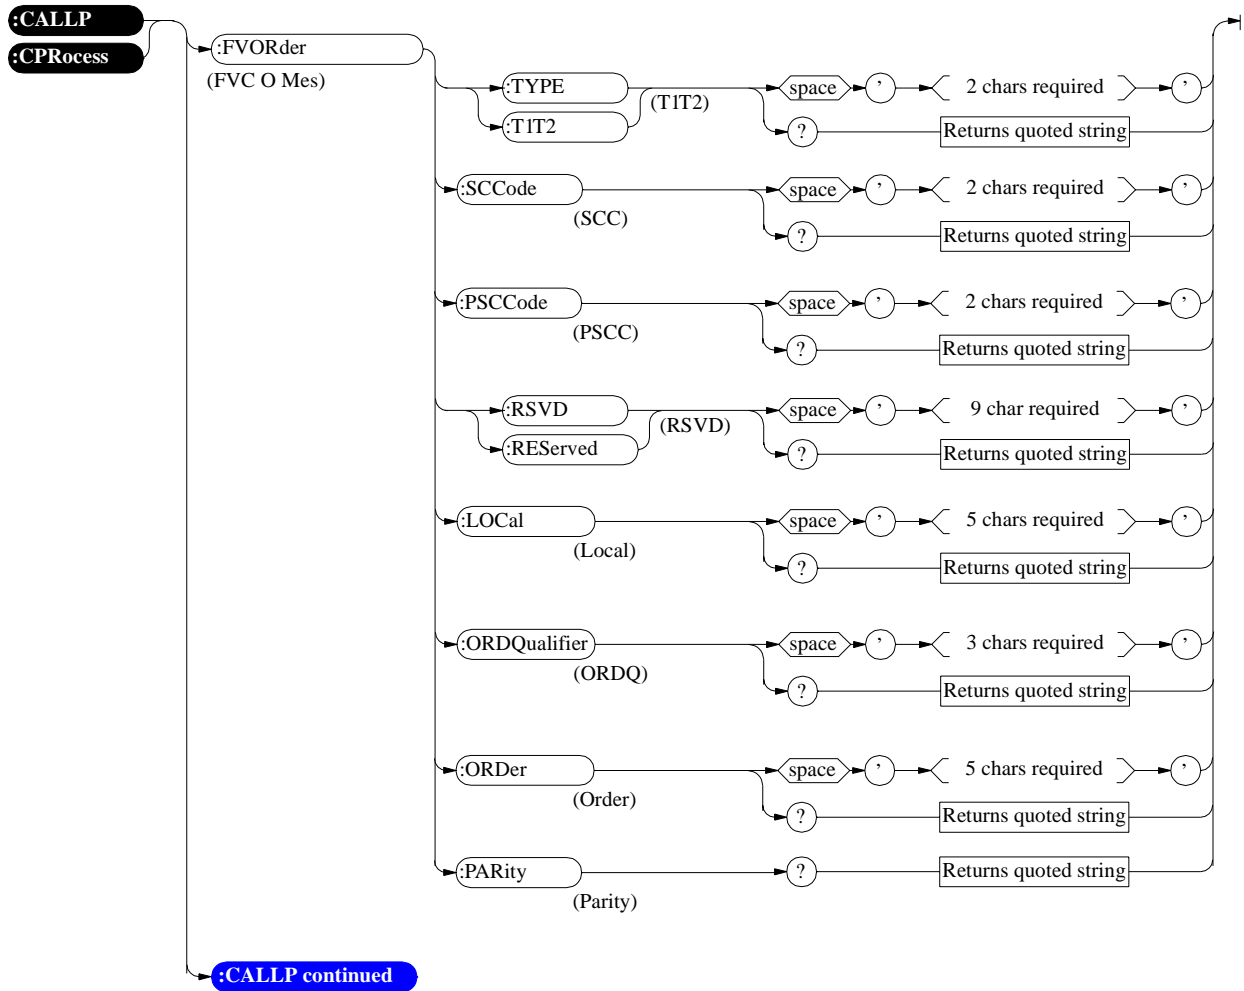 :CALLP
:CPRocess
:FVORder
(FVC O Mes)
:TYPE
:T1T2
(T1T2)
space ' 2 chars required '
? Returns quoted string
:SCCode
(SCC)
space ' 2 chars required '
? Returns quoted string
:PSCCode
(PSCC)
space ' 2 chars required '
? Returns quoted string
:RSVD
:REServed
(RSVD)
space ' 9 char required '
? Returns quoted string
:LOCal
(Local)
space ' 5 chars required '
? Returns quoted string
:ORDQualifier
(ORDQ)
space ' 3 chars required '
? Returns quoted string
:ORDer
(Order)
space ' 5 chars required '
? Returns quoted string
:PARity
(Parity)
? Returns quoted string
:CALLP continued